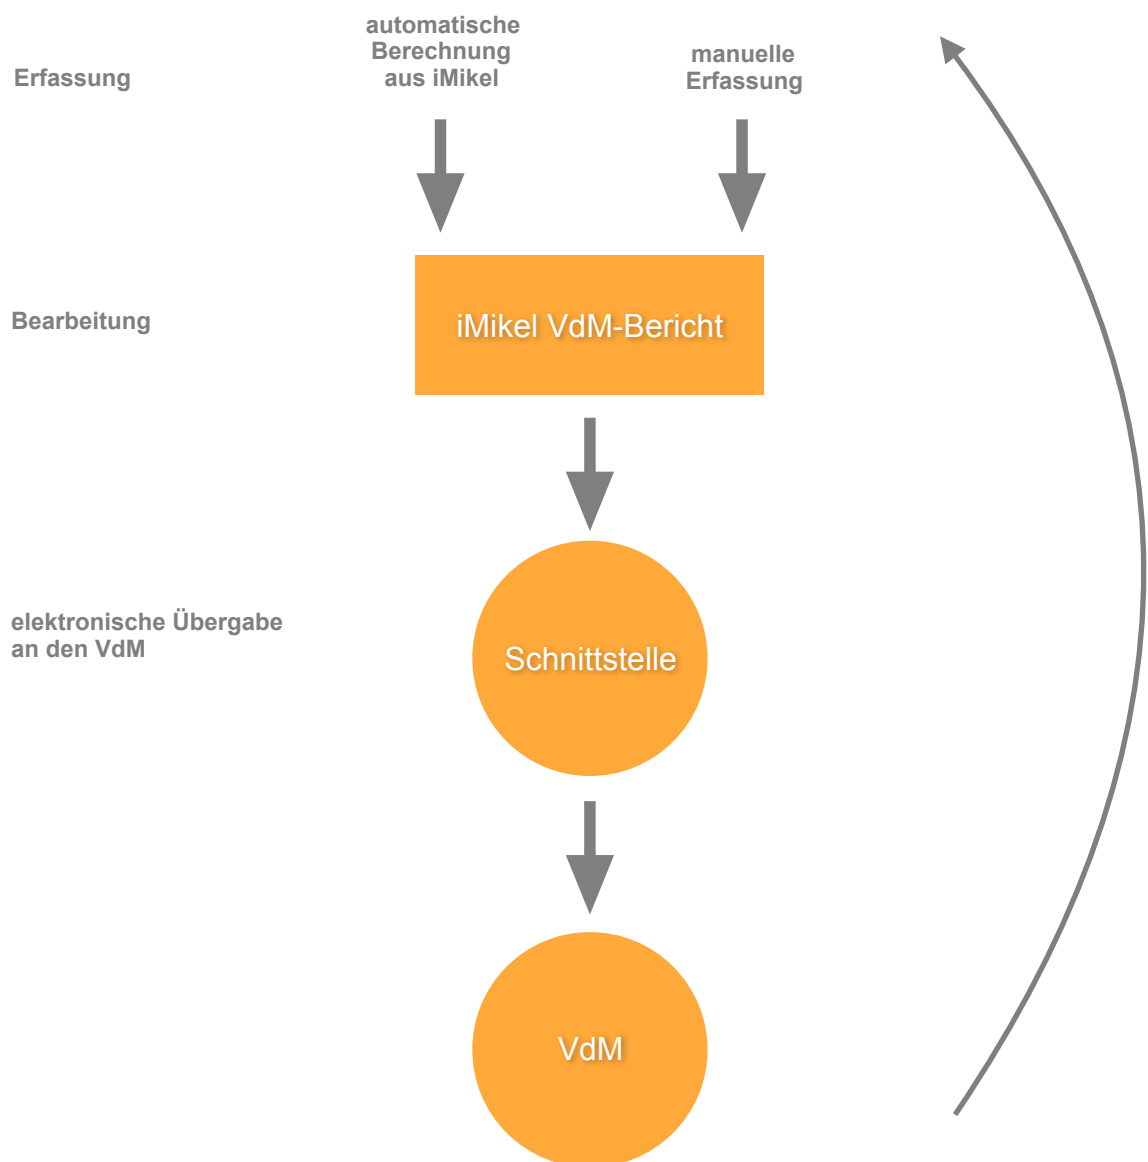 automatische
Berechnung
aus iMikel
manuelle
Erfassung
Erfassung
Bearbeitung
iMikel VdM-Bericht
elektronische Übergabe
an den VdM
Schnittstelle
VdM